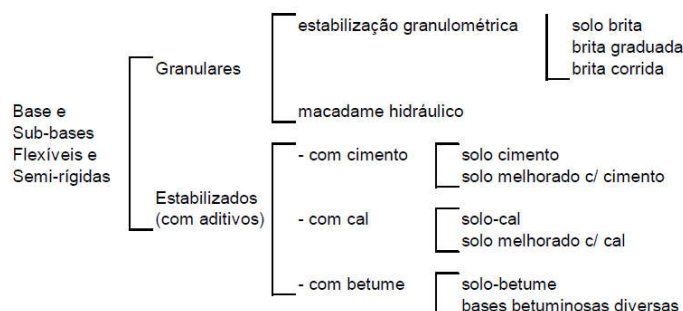 Base e
Sub-bases
Flexíveis e
Semi-rígidas
Granulares
estabilização granulométrica
solo brita
brita graduada
brita corrida
macadame hidráulico
Estabilizados
(com aditivos)
- com cimento
solo cimento
solo melhorado c/ cimento
- com cal
solo-cal
solo melhorado c/ cal
- com betume
solo-betume
bases betuminosas diversas